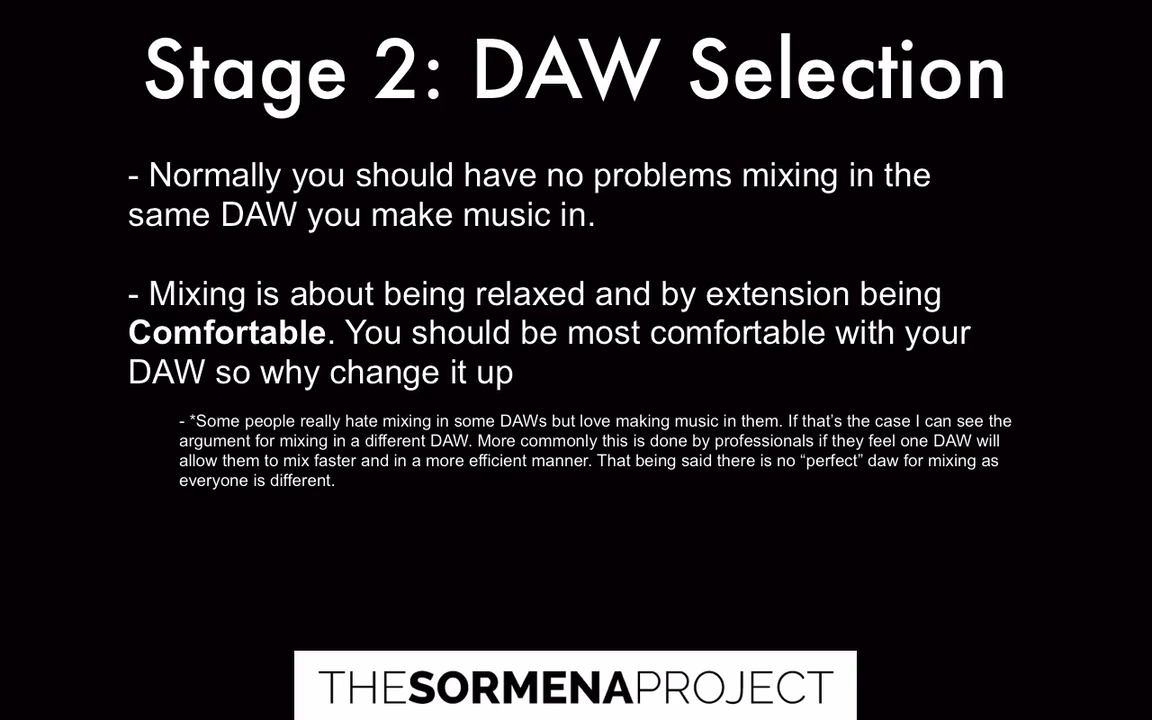 Stage 2: DAW Selection
- Normally you should have no problems mixing in the
same DAW you make music in.
- Mixing is about being relaxed and by extension being
Comfortable. You should be most comfortable with your
DAW so why change it up
- *Some people really hate mixing in some DAWs but love making music in them. If that’s the case I can see the
argument for mixing in a different DAW. More commonly this is done by professionals if they feel one DAW will
allow them to mix faster and in a more efficient manner. That being said there is no “perfect” daw for mixing as
everyone is different.
THESORMENAPROJECT